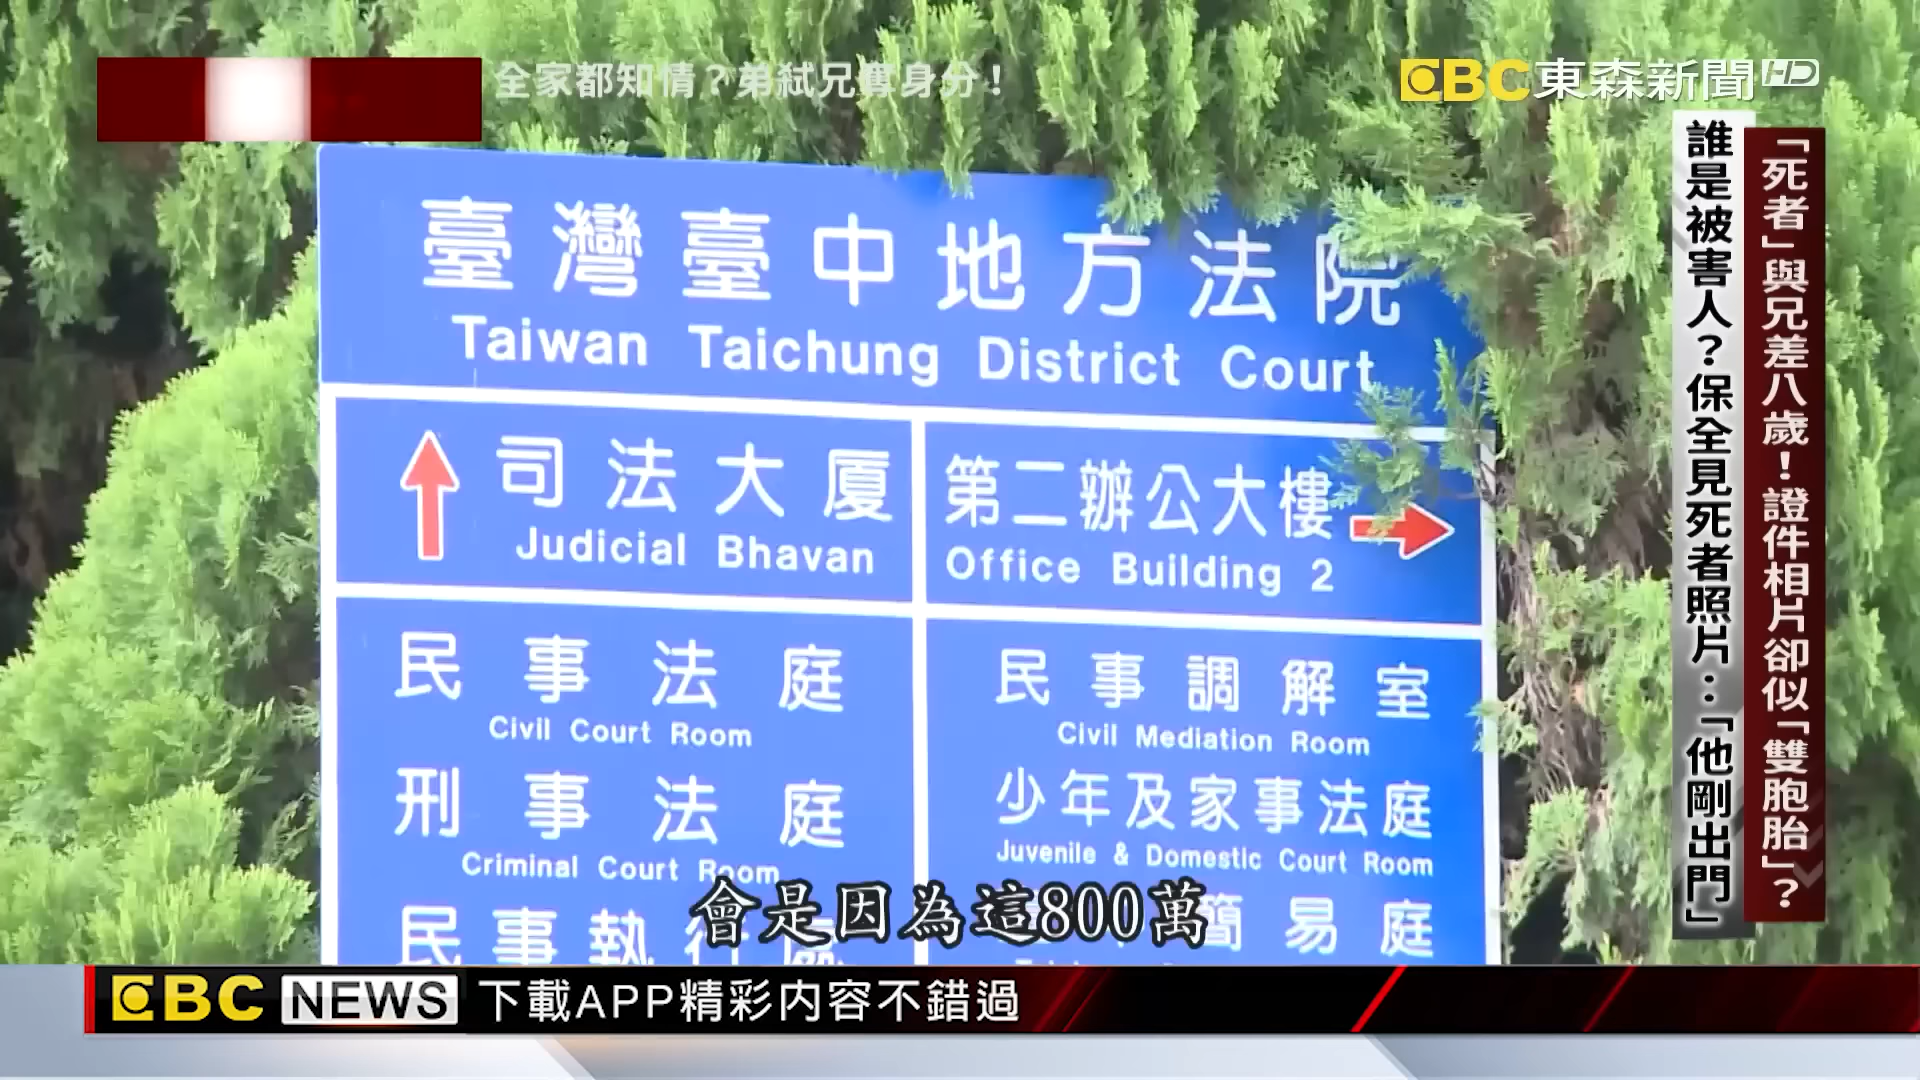 全家都知情？弟弒兄奪身分！
EBC東森新聞HD
「死者」與兄差八歲！證件相片卻似「雙胞胎」？
誰是被害人？保全見死者照片…「他剛出門」
臺灣臺中地方法院
Taiwan Taichung District Court
司法大廈
Judicial Bhavan
第二辦公大樓
Office Building 2
民事法庭
Civil Court Room
刑事法庭
Criminal Court Room
民事執行處
民事調解室
Civil Mediation Room
少年及家事法庭
Juvenile & Domestic Court Room
簡易庭
會是因為這800萬
EBC NEWS 下載APP精彩內容不錯過